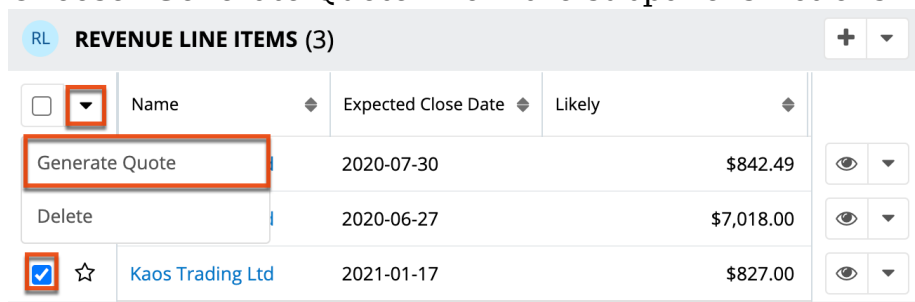 RL REVENUE LINE ITEMS (3)
Name Expected Close Date Likely
Generate Quote 2020-07-30 $842.49
Delete 2020-06-27 $7,018.00
Kaos Trading Ltd 2021-01-17 $827.00